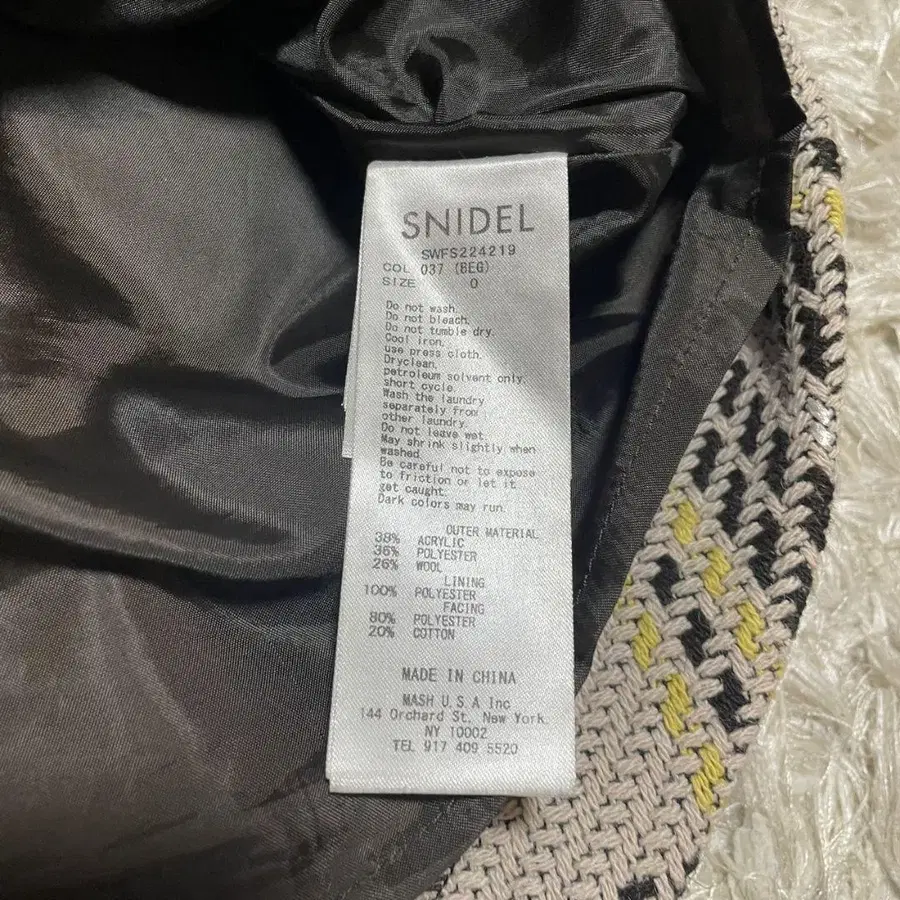 SNIDEL
SWFS224219
COL 037 (BEG)
SIZE 0
Do not wash.
Do not bleach.
Do not tumble dry.
Cool iron.
use press cloth.
Dryclean,
petroleum solvent only,
short cycle.
Wash the laundry
separately from
other laundry.
Do not leave wet.
May shrink slightly when
washed
Be careful not to expose
to friction or let it
get caught.
Dark colors may run.
OUTER MATERIAL
38% ACRYLIC
36% POLYESTER
26% WOOL
LINING
100% POLYESTER
FACING
80% POLYESTER
20% COTTON
MADE IN CHINA
MASH U.S.A Inc
144 Orchard St. New York.
NY 10002
TEL 917 409 5520